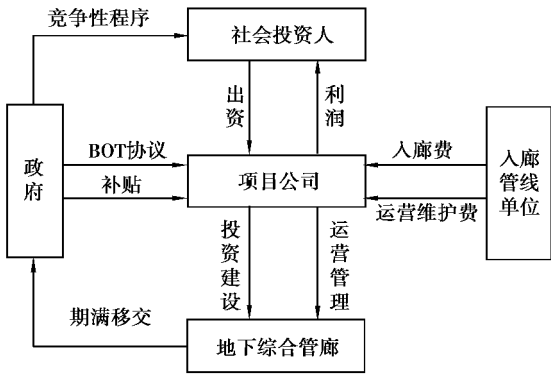 竞争性程序
社会投资人
出资
利润
政府
BOT协议
补贴
项目公司
入廊费
运营维护费
入廊
管线
单位
投资建设
运营管理
期满移交
地下综合管廊